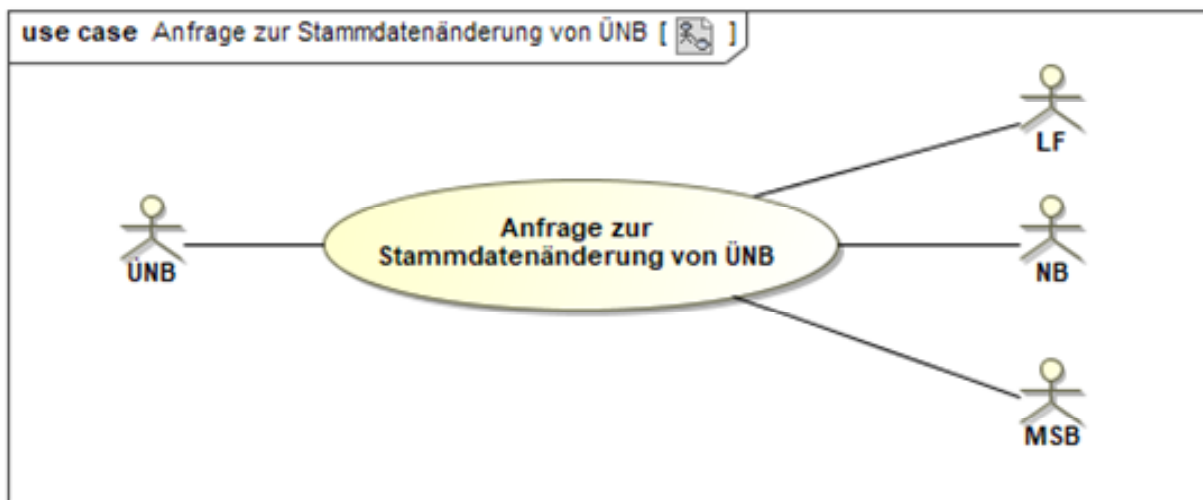 use case Anfrage zur Stammdatenänderung von ÜNB [ ]
LF
Anfrage zur
Stammdatenänderung von ÜNB
ÜNB
NB
MSB